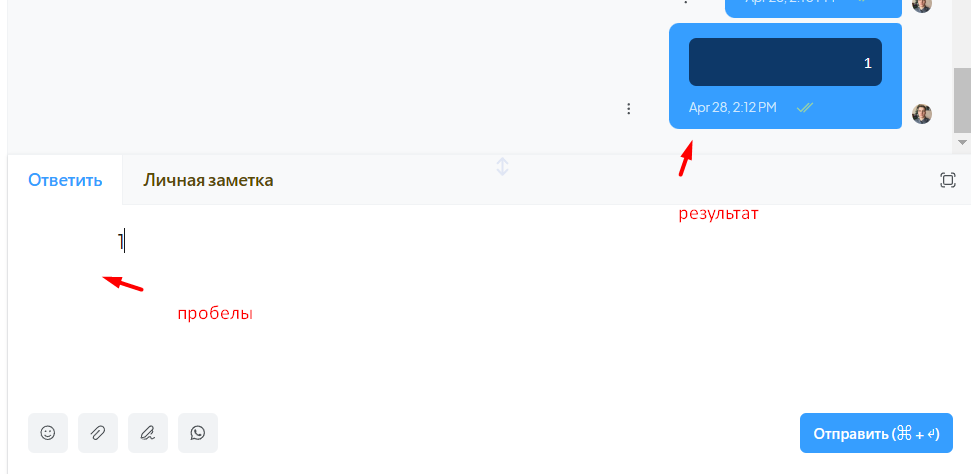 1
Apr 28, 2:12 PM
Ответить
Личная заметка
результат
1
пробелы
Отправить (⌘ + ↵)